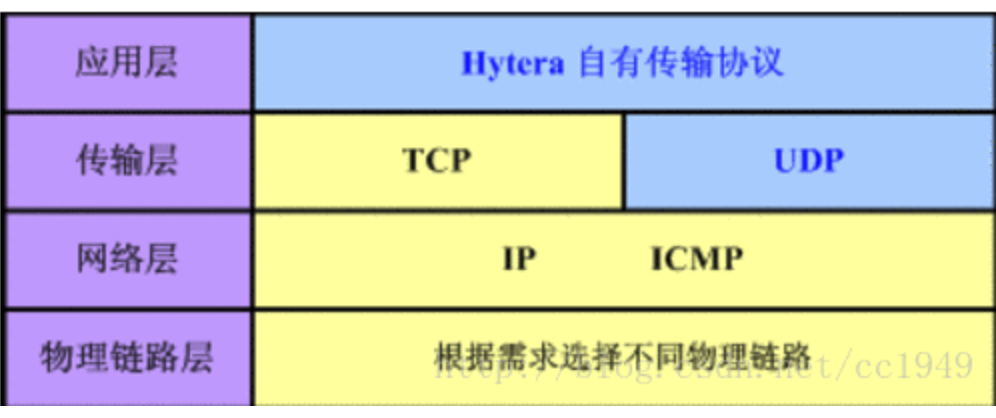 应用层 Hytera 自有传输协议
传输层 TCP UDP
网络层 IP ICMP
物理链路层 根据需求选择不同物理链路
http://blog.csdn.net/cc1949